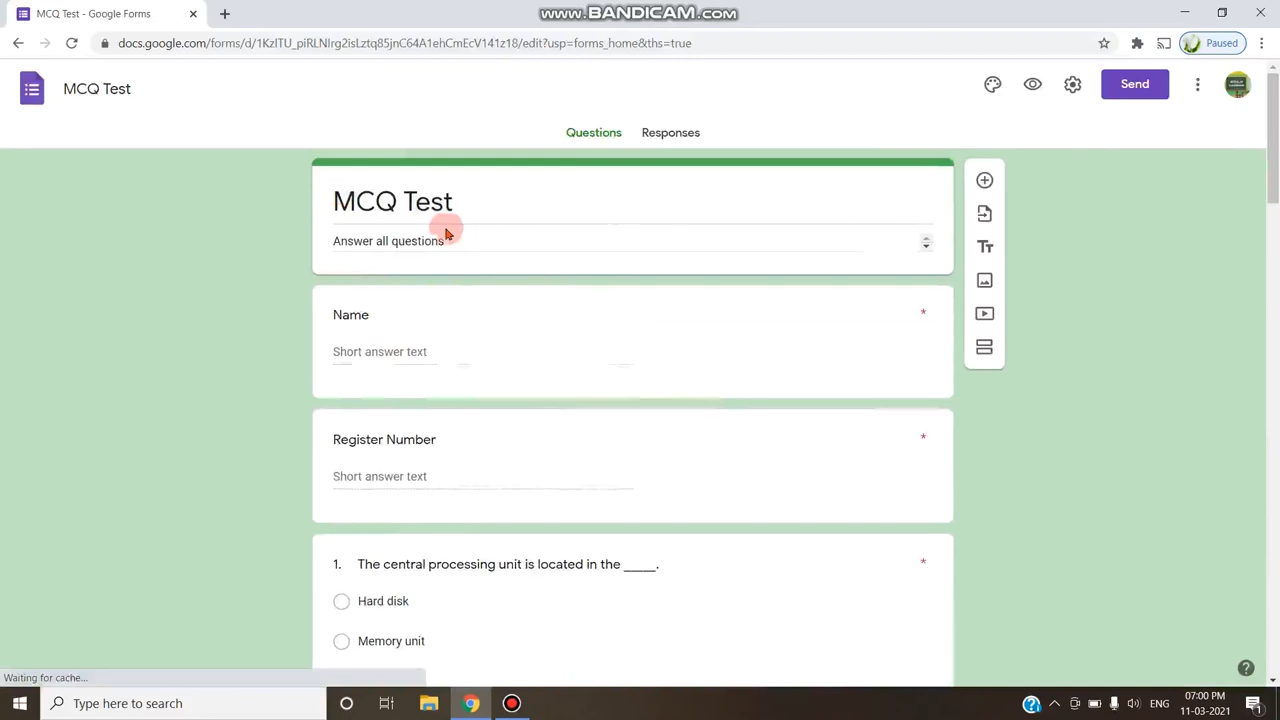 MCQ Test - Google Forms
www.BANDICAM.com
docs.google.com/forms/d/1KzITU_piRLNIrg2isLztq85jnC64A1ehCmEcV141z18/edit?usp=forms_home&ths=true
Paused
MCQ Test
Send
Questions
Responses
MCQ Test
Answer all questions
Name
*
Short answer text
Register Number
*
Short answer text
1. The central processing unit is located in the _____.
*
Hard disk
Memory unit
Waiting for cache...
Type here to search
ENG
07:00 PM
11-03-2021